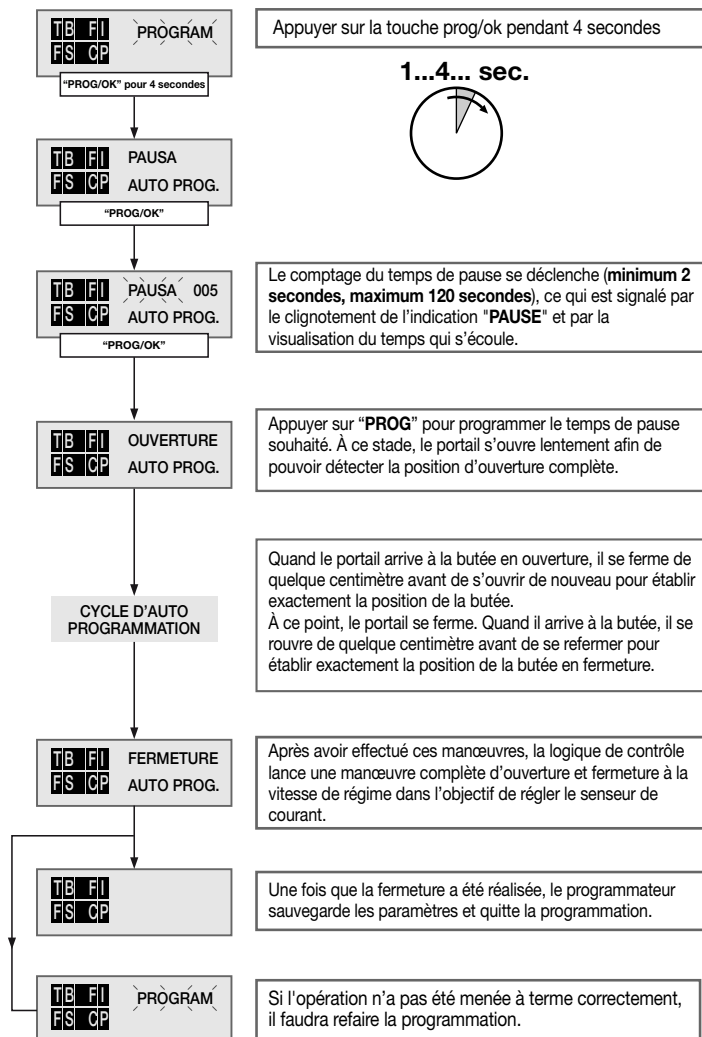 TB FI PROGRAM
FS CP
“PROG/OK” pour 4 secondes
Appuyer sur la touche prog/ok pendant 4 secondes
1...4... sec.
TB FI PAUSA
FS CP AUTO PROG.
“PROG/OK”
TB FI PAUSA 005
FS CP AUTO PROG.
“PROG/OK”
Le comptage du temps de pause se déclenche (minimum 2
secondes, maximum 120 secondes), ce qui est signalé par
le clignotement de l’indication "PAUSE" et par la
visualisation du temps qui s’écoule.
TB FI OUVERTURE
FS CP AUTO PROG.
Appuyer sur “PROG” pour programmer le temps de pause
souhaité. À ce stade, le portail s’ouvre lentement afin de
pouvoir détecter la position d’ouverture complète.
CYCLE D’AUTO
PROGRAMMATION
Quand le portail arrive à la butée en ouverture, il se ferme de
quelque centimètre avant de s’ouvrir de nouveau pour établir
exactement la position de la butée.
À ce point, le portail se ferme. Quand il arrive à la butée, il se
rouvre de quelque centimètre avant de se refermer pour
établir exactement la position de la butée en fermeture.
TB FI FERMETURE
FS CP AUTO PROG.
Après avoir effectué ces manœuvres, la logique de contrôle
lance une manœuvre complète d’ouverture et fermeture à la
vitesse de régime dans l’objectif de régler le senseur de
courant.
TB FI
FS CP
Une fois que la fermeture a été réalisée, le programmateur
sauvegarde les paramètres et quitte la programmation.
TB FI PROGRAM
FS CP
Si l'opération n’a pas été menée à terme correctement,
il faudra refaire la programmation.